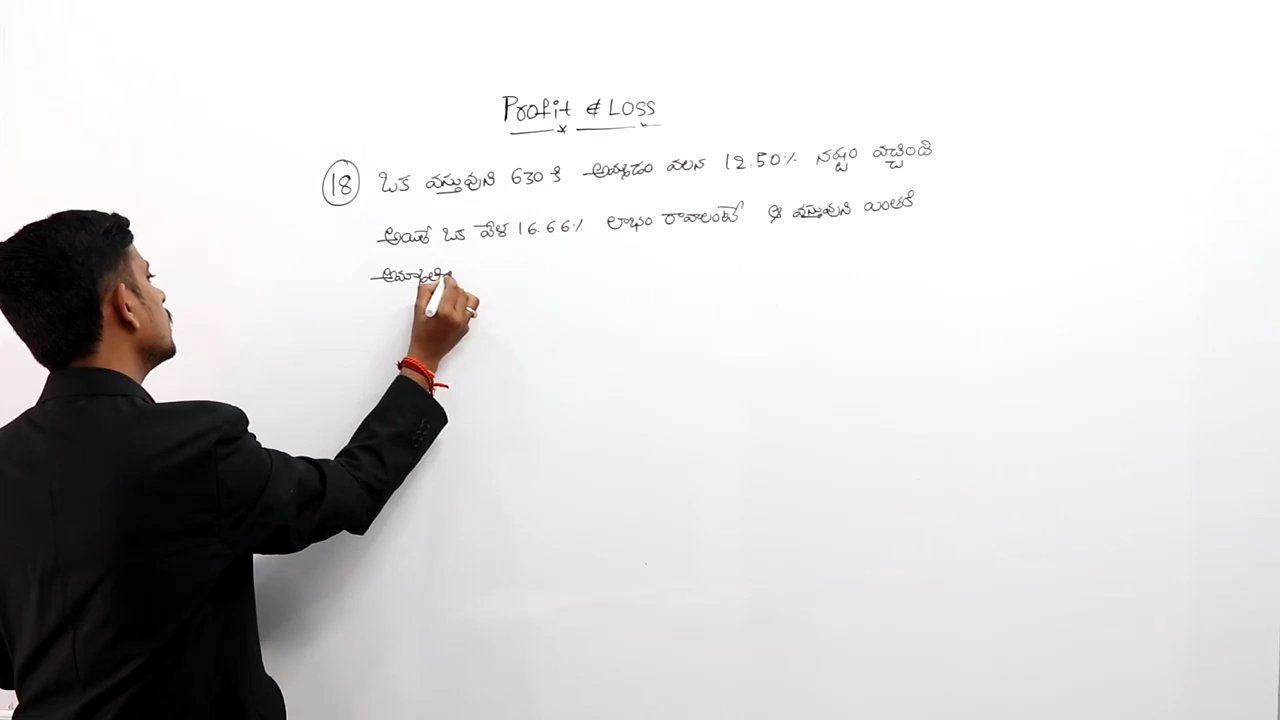 Profit & Loss
18 ఒక వస్తువుని 630 కి అమ్మడం వలన 12.50% నష్టం వచ్చింది
అయితే ఒక వేళ 16.66% లాభం రావాలంటే ఆ వస్తువుని ఎంతకి
అమ్మాలి